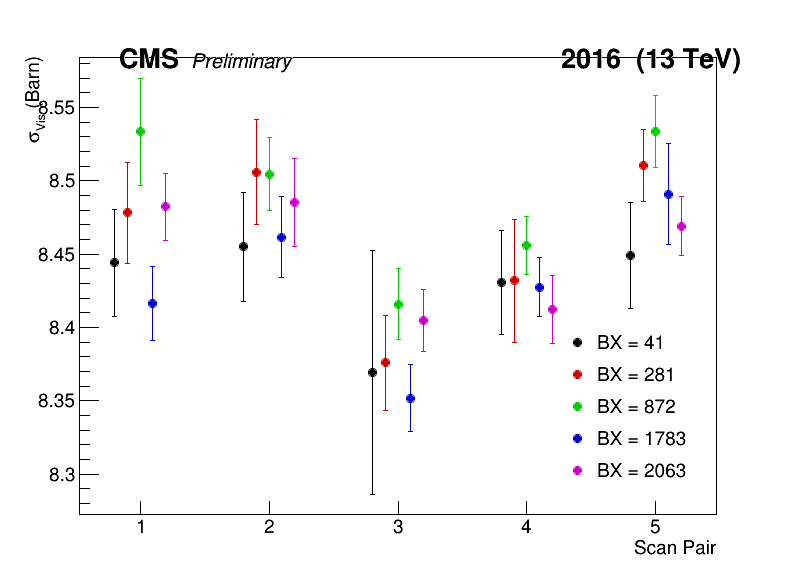 CMS Preliminary 2016 (13 TeV)
σVis. (Barn)
8.55
8.5
8.45
8.4
8.35
8.3
BX = 41
BX = 281
BX = 872
BX = 1783
BX = 2063
1 2 3 4 5
Scan Pair